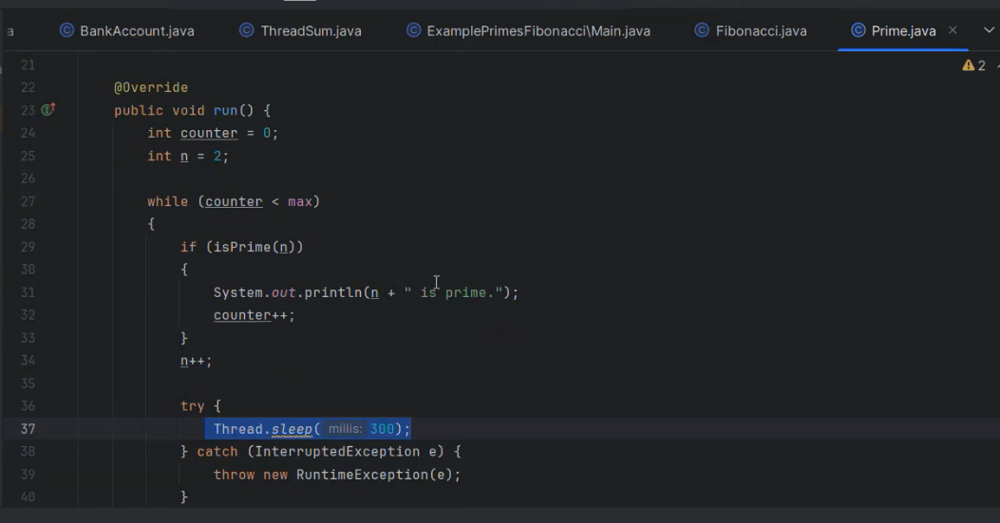 a BankAccount.java ThreadSum.java ExamplePrimesFibonacci\Main.java Fibonacci.java Prime.java
21
22 @Override 2
23 public void run() {
24 int counter = 0;
25 int n = 2;
26
27 while (counter < max)
28 {
29 if (isPrime(n))
30 {
31 System.out.println(n + " is prime.");
32 counter++;
33 }
34 n++;
35
36 try {
37 Thread.sleep( millis: 300);
38 } catch (InterruptedException e) {
39 throw new RuntimeException(e);
40 }